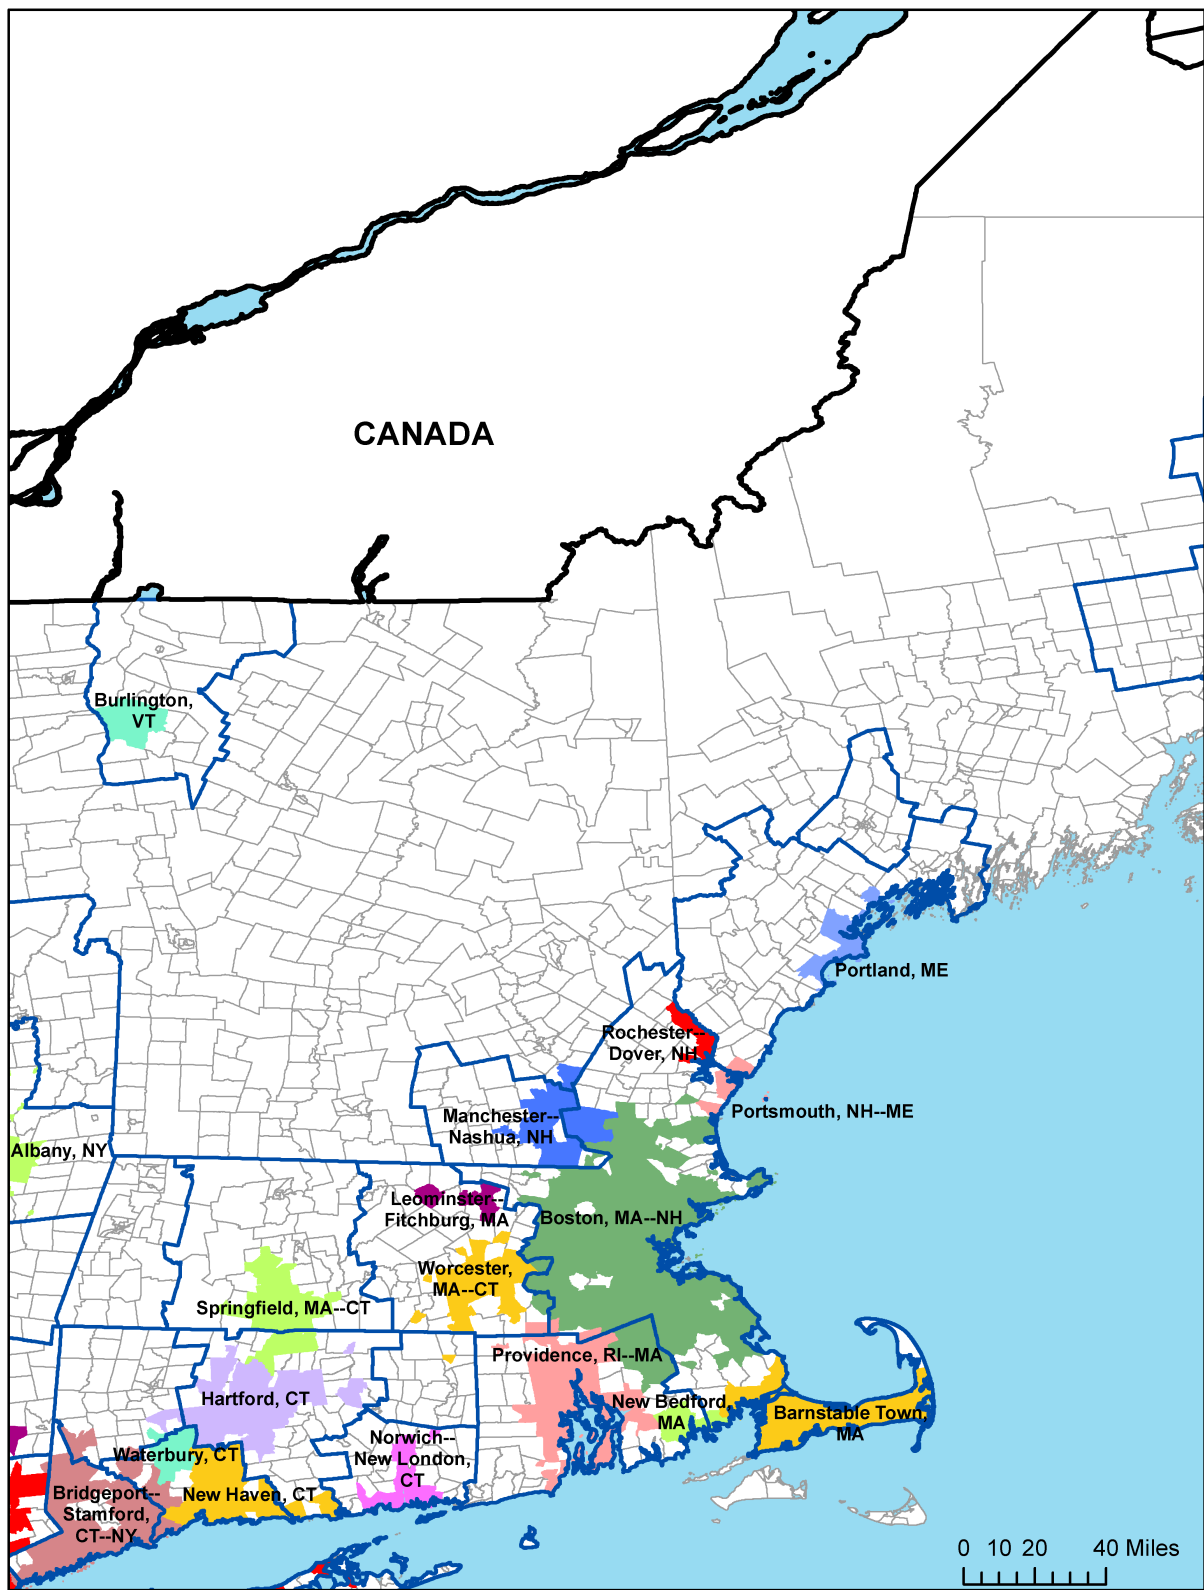 CANADA
Burlington,
VT
Portland, ME
Rochester--
Dover, NH
Portsmouth, NH--ME
Manchester--
Nashua, NH
Albany, NY
Leominster--
Fitchburg, MA
Boston, MA--NH
Worcester,
MA--CT
Springfield, MA--CT
Providence, RI--MA
Hartford, CT
New Bedford,
MA
Barnstable Town,
MA
Norwich--
New London,
CT
Waterbury, CT
New Haven, CT
Bridgeport--
Stamford,
CT--NY
0 10 20 40 Miles